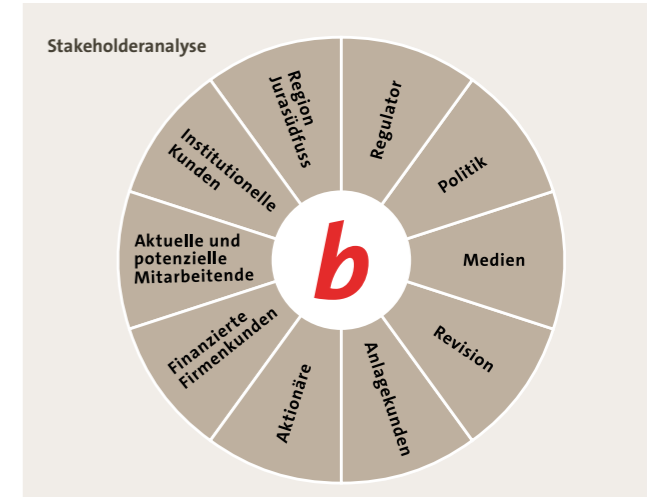 Stakeholderanalyse
Regulator
Politik
Medien
Revision
Anlagekunden
Aktionäre
Finanzierte
Firmenkunden
Aktuelle und
potenzielle
Mitarbeitende
Institutionelle
Kunden
Region
Jurasüdfuss
b